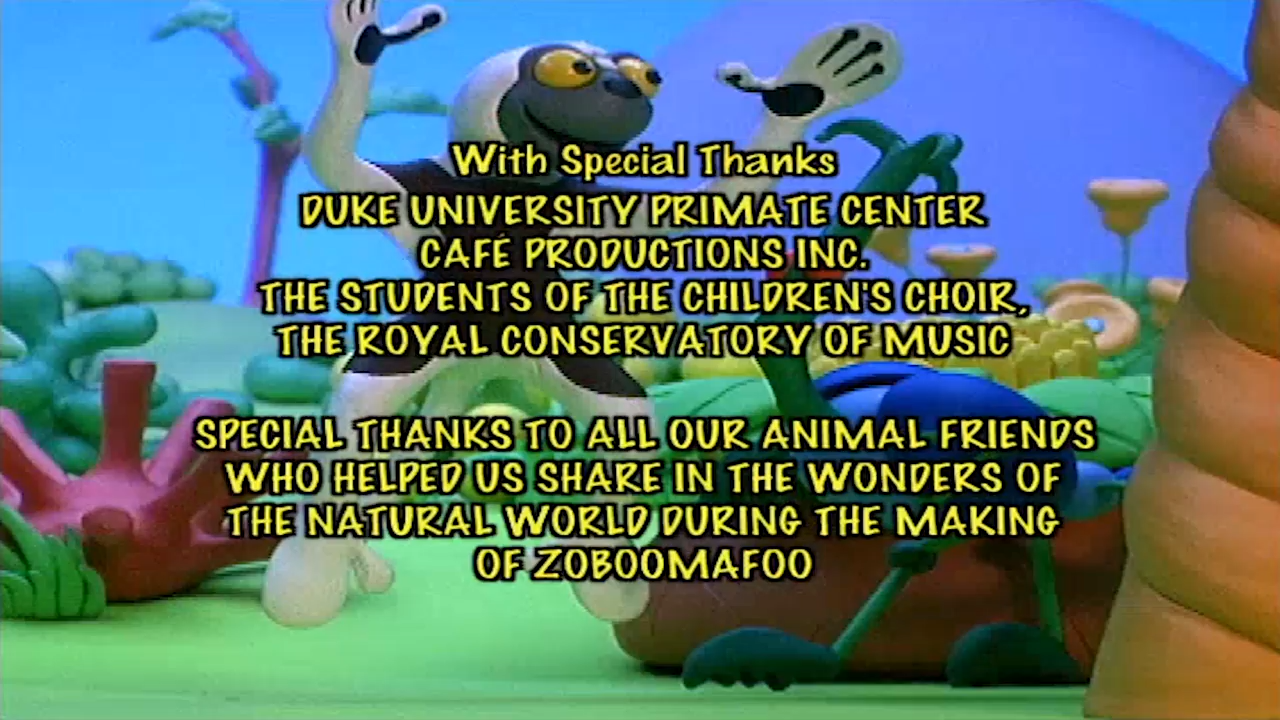 With Special Thanks
DUKE UNIVERSITY PRIMATE CENTER
CAFÉ PRODUCTIONS INC.
THE STUDENTS OF THE CHILDREN'S CHOIR,
THE ROYAL CONSERVATORY OF MUSIC
SPECIAL THANKS TO ALL OUR ANIMAL FRIENDS
WHO HELPED US SHARE IN THE WONDERS OF
THE NATURAL WORLD DURING THE MAKING
OF ZOBOOMAFOO